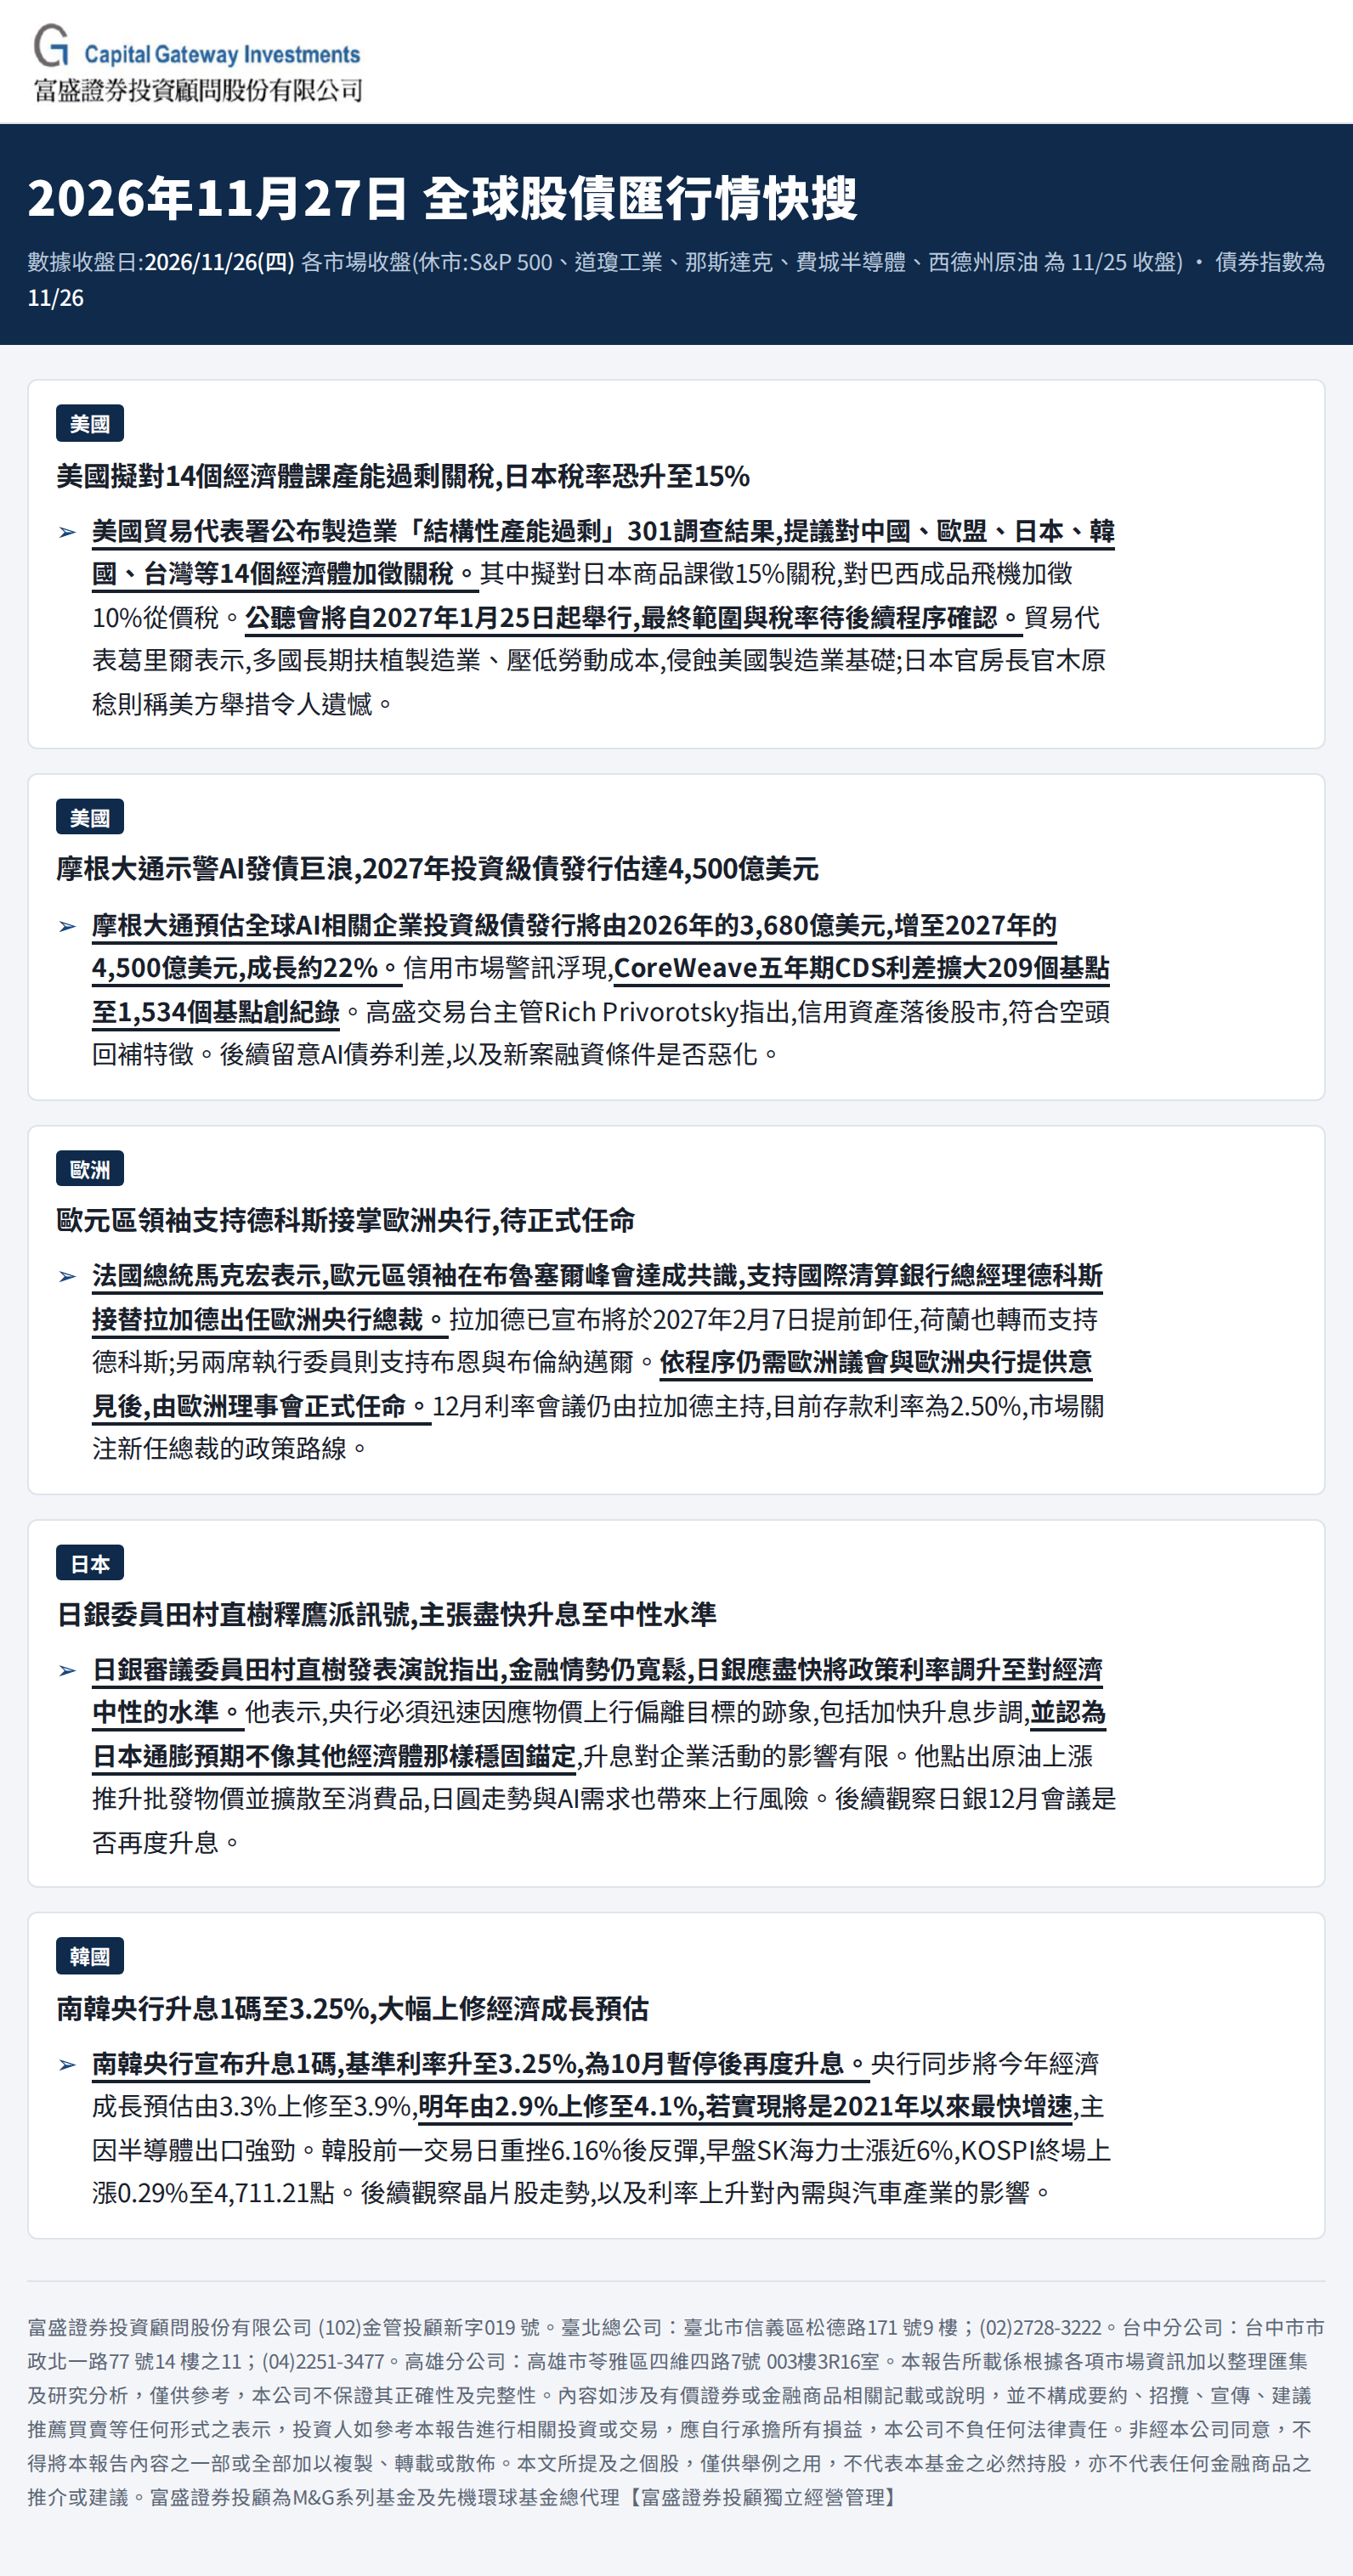 Capital Gateway Investments
富盛證券投資顧問股份有限公司
2026年11月27日 全球股債匯行情快搜
數據收盤日:2026/11/26(四) 各市場收盤(休市:S&P 500、道瓊工業、那斯達克、費城半導體、西德州原油 為 11/25 收盤) ・ 債券指數為
11/26
美國
美國擬對14個經濟體課產能過剩關稅,日本稅率恐升至15%
➢ 美國貿易代表署公布製造業「結構性產能過剩」301調查結果,提議對中國、歐盟、日本、韓
國、台灣等14個經濟體加徵關稅。其中擬對日本商品課徵15%關稅,對巴西成品飛機加徵
10%從價稅。公聽會將自2027年1月25日起舉行,最終範圍與稅率待後續程序確認。貿易代
表葛里爾表示,多國長期扶植製造業、壓低勞動成本,侵蝕美國製造業基礎;日本官房長官木原
稔則稱美方舉措令人遺憾。
美國
摩根大通示警AI發債巨浪,2027年投資級債發行估達4,500億美元
➢ 摩根大通預估全球AI相關企業投資級債發行將由2026年的3,680億美元,增至2027年的
4,500億美元,成長約22%。信用市場警訊浮現,CoreWeave五年期CDS利差擴大209個基點
至1,534個基點創紀錄。高盛交易台主管Rich Privorotsky指出,信用資產落後股市,符合空頭
回補特徵。後續留意AI債券利差,以及新案融資條件是否惡化。
歐洲
歐元區領袖支持德科斯接掌歐洲央行,待正式任命
➢ 法國總統馬克宏表示,歐元區領袖在布魯塞爾峰會達成共識,支持國際清算銀行總經理德科斯
接替拉加德出任歐洲央行總裁。拉加德已宣布將於2027年2月7日提前卸任,荷蘭也轉而支持
德科斯;另兩席執行委員則支持布恩與布倫納邁爾。依程序仍需歐洲議會與歐洲央行提供意
見後,由歐洲理事會正式任命。12月利率會議仍由拉加德主持,目前存款利率為2.50%,市場關
注新任總裁的政策路線。
日本
日銀委員田村直樹釋鷹派訊號,主張盡快升息至中性水準
➢ 日銀審議委員田村直樹發表演說指出,金融情勢仍寬鬆,日銀應盡快將政策利率調升至對經濟
中性的水準。他表示,央行必須迅速因應物價上行偏離目標的跡象,包括加快升息步調,並認為
日本通膨預期不像其他經濟體那樣穩固錨定,升息對企業活動的影響有限。他點出原油上漲
推升批發物價並擴散至消費品,日圓走勢與AI需求也帶來上行風險。後續觀察日銀12月會議是
否再度升息。
韓國
南韓央行升息1碼至3.25%,大幅上修經濟成長預估
➢ 南韓央行宣布升息1碼,基準利率升至3.25%,為10月暫停後再度升息。央行同步將今年經濟
成長預估由3.3%上修至3.9%,明年由2.9%上修至4.1%,若實現將是2021年以來最快增速,主
因半導體出口強勁。韓股前一交易日重挫6.16%後反彈,早盤SK海力士漲近6%,KOSPI終場上
漲0.29%至4,711.21點。後續觀察晶片股走勢,以及利率上升對內需與汽車產業的影響。
富盛證券投資顧問股份有限公司 (102)金管投顧新字019 號。臺北總公司：臺北市信義區松德路171 號9 樓；(02)2728-3222。台中分公司：台中市市
政北一路77 號14 樓之11；(04)2251-3477。高雄分公司：高雄市苓雅區四維四路7號 003樓3R16室。本報告所載係根據各項市場資訊加以整理匯集
及研究分析，僅供參考，本公司不保證其正確性及完整性。內容如涉及有價證券或金融商品相關記載或說明，並不構成要約、招攬、宣傳、建議
推薦買賣等任何形式之表示，投資人如參考本報告進行相關投資或交易，應自行承擔所有損益，本公司不負任何法律責任。非經本公司同意，不
得將本報告內容之一部或全部加以複製、轉載或散佈。本文所提及之個股，僅供舉例之用，不代表本基金之必然持股，亦不代表任何金融商品之
推介或建議。富盛證券投顧為M&G系列基金及先機環球基金總代理【富盛證券投顧獨立經營管理】